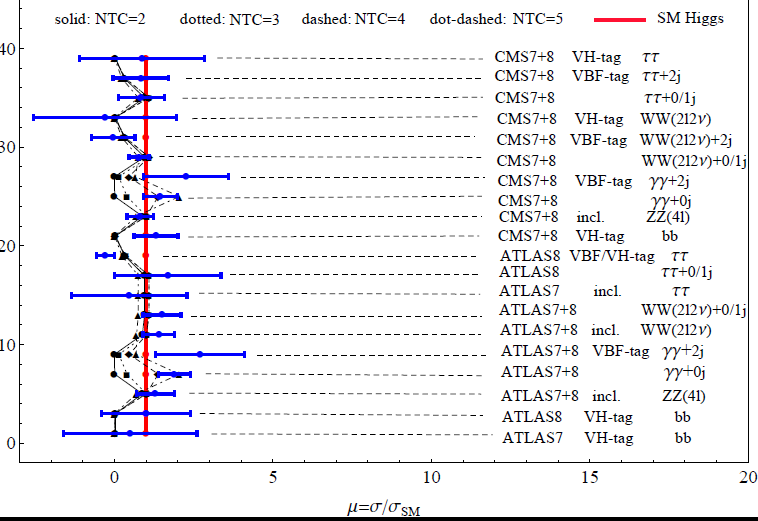 solid: NTC=2 dotted: NTC=3 dashed: NTC=4 dot-dashed: NTC=5 SM Higgs
40
CMS7+8 VH-tag ττ
CMS7+8 VBF-tag ττ+2j
CMS7+8 ττ+0/1j
CMS7+8 VH-tag WW(2l2ν)
30
CMS7+8 VBF-tag WW(2l2ν)+2j
CMS7+8 WW(2l2ν)+0/1j
CMS7+8 VBF-tag γγ+2j
CMS7+8 γγ+0j
CMS7+8 incl. ZZ(4l)
CMS7+8 VH-tag bb
20
ATLAS8 VBF/VH-tag ττ
ATLAS8 ττ+0/1j
ATLAS7 incl. ττ
ATLAS7+8 WW(2l2ν)+0/1j
ATLAS7+8 incl. WW(2l2ν)
10
ATLAS7+8 VBF-tag γγ+2j
ATLAS7+8 γγ+0j
ATLAS7+8 incl. ZZ(4l)
ATLAS8 VH-tag bb
ATLAS7 VH-tag bb
0
0 5 10 15 20
μ=σ/σSM